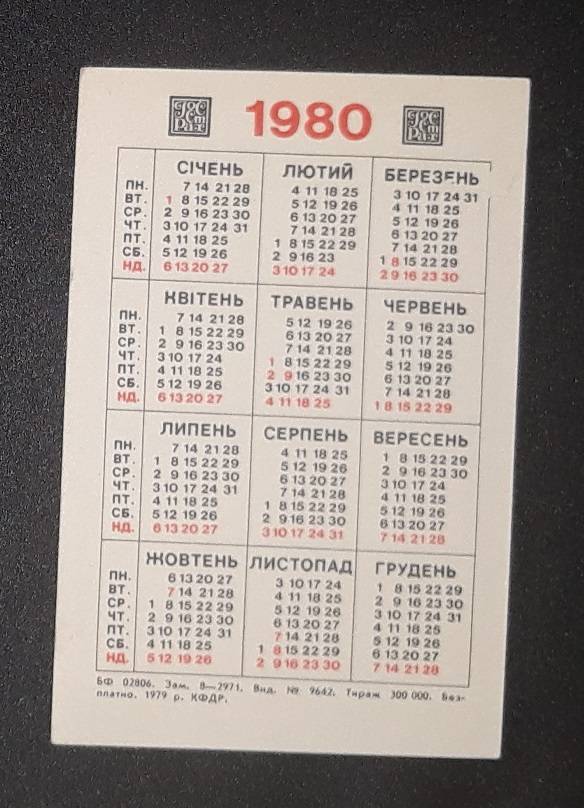 ГОС СТ РАХ 1980 ГОС СТ РАХ
СІЧЕНЬ ЛЮТИЙ БЕРЕЗЕНЬ
ПН. 7 14 21 28 4 11 18 25 3 10 17 24 31
ВТ. 1 8 15 22 29 5 12 19 26 4 11 18 25
СР. 2 9 16 23 30 6 13 20 27 5 12 19 26
ЧТ. 3 10 17 24 31 7 14 21 28 6 13 20 27
ПТ. 4 11 18 25 1 8 15 22 29 7 14 21 28
СБ. 5 12 19 26 2 9 16 23 1 8 15 22 29
НД. 6 13 20 27 3 10 17 24 2 9 16 23 30
КВІТЕНЬ ТРАВЕНЬ ЧЕРВЕНЬ
ПН. 7 14 21 28 5 12 19 26 2 9 16 23 30
ВТ. 1 8 15 22 29 6 13 20 27 3 10 17 24
СР. 2 9 16 23 30 7 14 21 28 4 11 18 25
ЧТ. 3 10 17 24 1 8 15 22 29 5 12 19 26
ПТ. 4 11 18 25 2 9 16 23 30 6 13 20 27
СБ. 5 12 19 26 3 10 17 24 31 7 14 21 28
НД. 6 13 20 27 4 11 18 25 1 8 15 22 29
ЛИПЕНЬ СЕРПЕНЬ ВЕРЕСЕНЬ
ПН. 7 14 21 28 4 11 18 25 1 8 15 22 29
ВТ. 1 8 15 22 29 5 12 19 26 2 9 16 23 30
СР. 2 9 16 23 30 6 13 20 27 3 10 17 24
ЧТ. 3 10 17 24 31 7 14 21 28 4 11 18 25
ПТ. 4 11 18 25 1 8 15 22 29 5 12 19 26
СБ. 5 12 19 26 2 9 16 23 30 6 13 20 27
НД. 6 13 20 27 3 10 17 24 31 7 14 21 28
ЖОВТЕНЬ ЛИСТОПАД ГРУДЕНЬ
ПН. 6 13 20 27 3 10 17 24 1 8 15 22 29
ВТ. 7 14 21 28 4 11 18 25 2 9 16 23 30
СР. 1 8 15 22 29 5 12 19 26 3 10 17 24 31
ЧТ. 2 9 16 23 30 6 13 20 27 4 11 18 25
ПТ. 3 10 17 24 31 7 14 21 28 5 12 19 26
СБ. 4 11 18 25 1 8 15 22 29 6 13 20 27
НД. 5 12 19 26 2 9 16 23 30 7 14 21 28
БФ 02806. Зам. 8—2971. Вид. № 9642. Тираж 300 000. Без-
платно. 1979 р. КФДР.